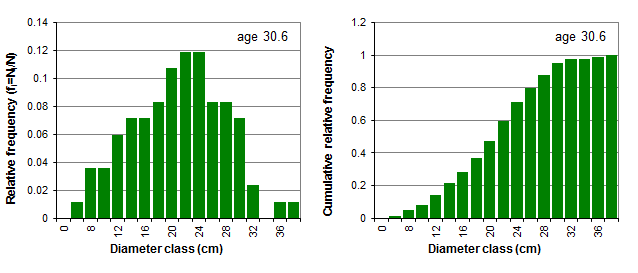 0.14
0.12
0.1
0.08
0.06
0.04
0.02
0
0 8 12 16 20 24 28 32 36
age 30.6
Relative frequency (fi=Ni/N)
Diameter class (cm)
1.2
1
0.8
0.6
0.4
0.2
0
0 8 12 16 20 24 28 32 36
age 30.6
Cumulative relative frequency
Diameter class (cm)